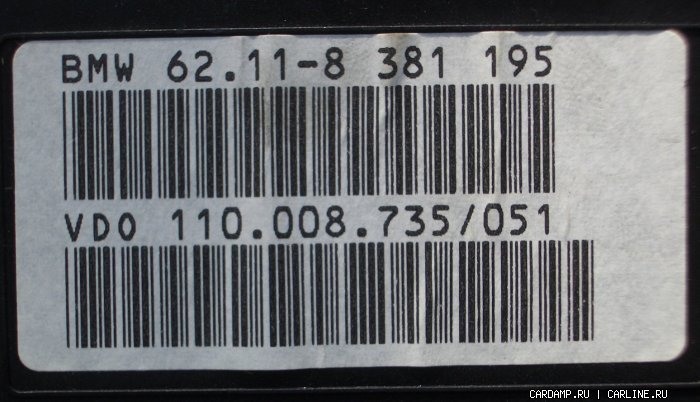 BMW 62.11-8 381 195
VDO 110.008.735/051
CARDAMP.RU | CARLINE.RU